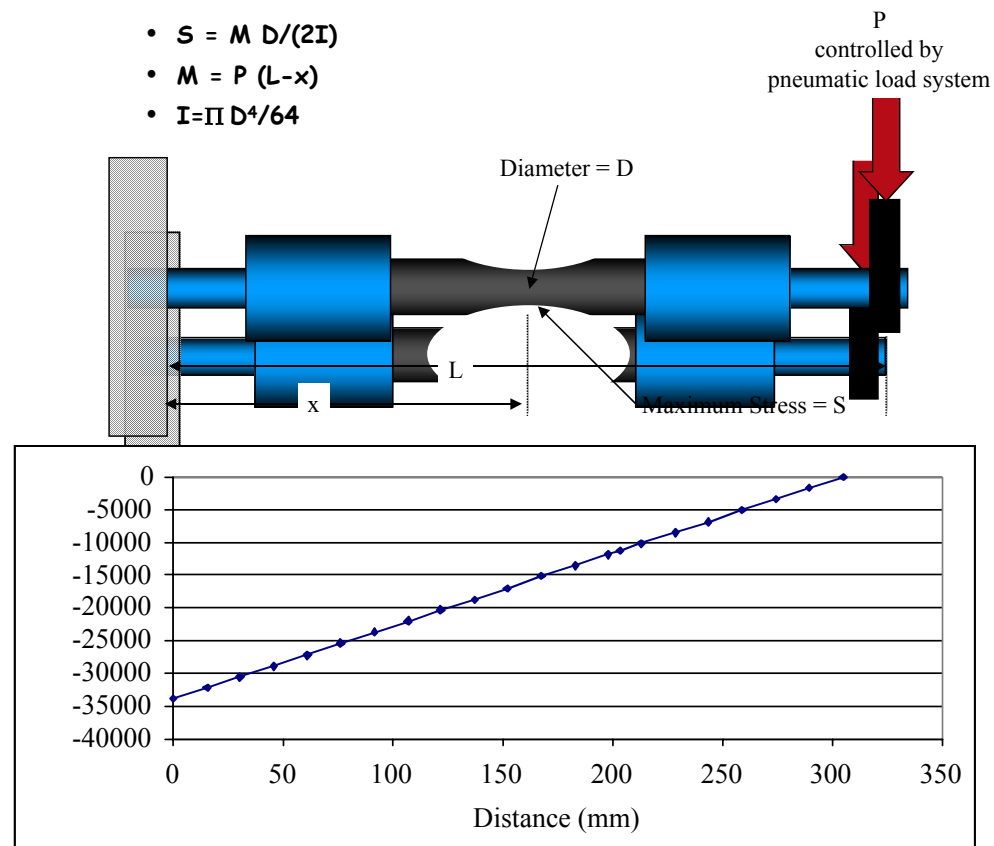 • S = M D/(2I)
• M = P (L-x)
• I=∏ D⁴/64
P
controlled by
pneumatic load system
Diameter = D
L
x
Maximum Stress = S
0
-5000
-10000
-15000
-20000
-25000
-30000
-35000
-40000
0 50 100 150 200 250 300 350
Distance (mm)